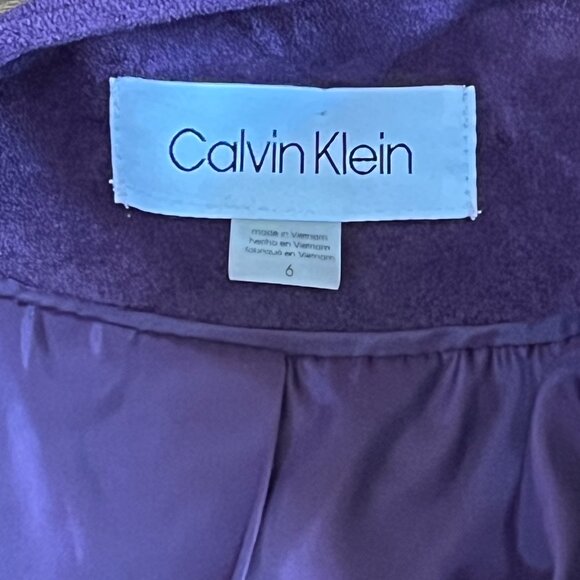 Calvin Klein
made in Vietnam
hecho en Vietnam
fabriqué en Vietnam
6